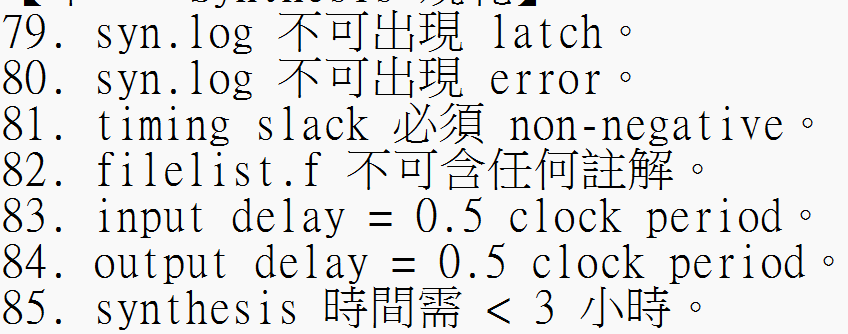 79. syn.log 不可出現 latch。
80. syn.log 不可出現 error。
81. timing slack 必須 non-negative。
82. filelist.f 不可含任何註解。
83. input delay = 0.5 clock period。
84. output delay = 0.5 clock period。
85. synthesis 時間需 < 3 小時。